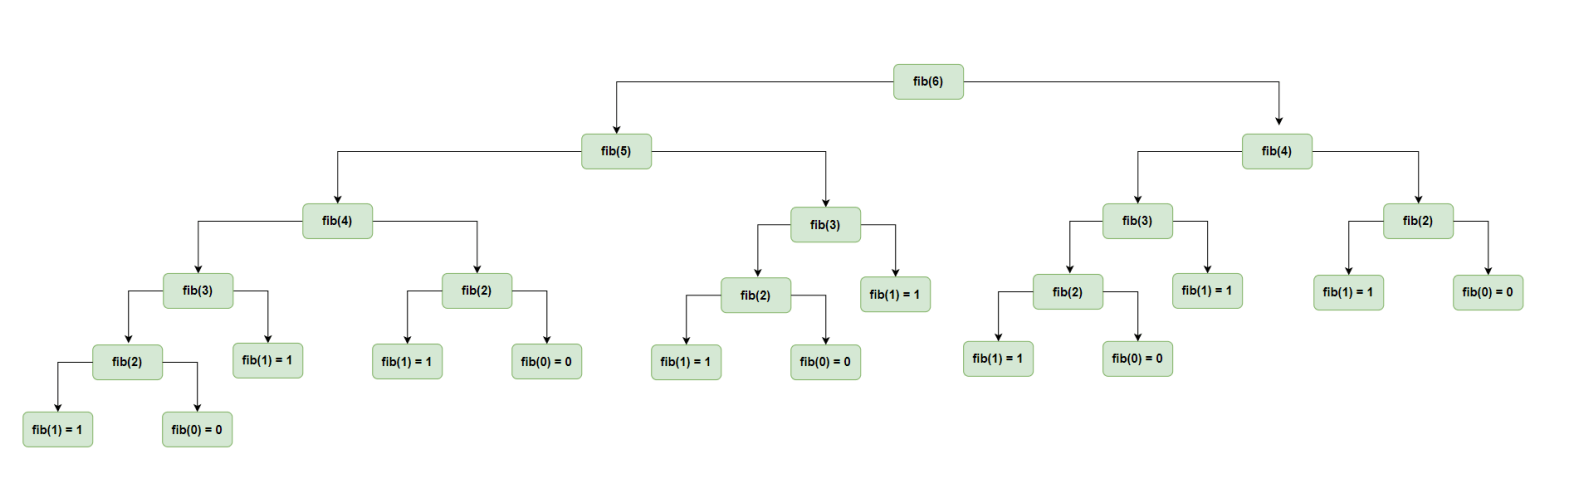 fib(6)
fib(5)
fib(4)
fib(4)
fib(3)
fib(3)
fib(2)
fib(3)
fib(2)
fib(2)
fib(1) = 1
fib(2)
fib(1) = 1
fib(1) = 1
fib(0) = 0
fib(2)
fib(1) = 1
fib(1) = 1
fib(0) = 0
fib(1) = 1
fib(0) = 0
fib(1) = 1
fib(0) = 0
fib(1) = 1
fib(0) = 0